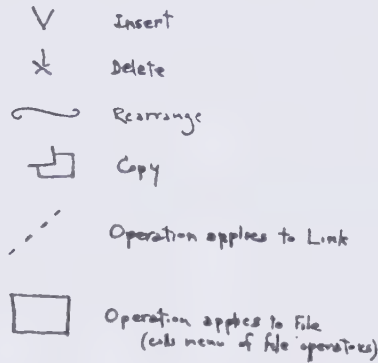 Insert
Delete
Rearrange
Copy
Operation applies to Link
Operation applies to File
(calls menu of file operators)